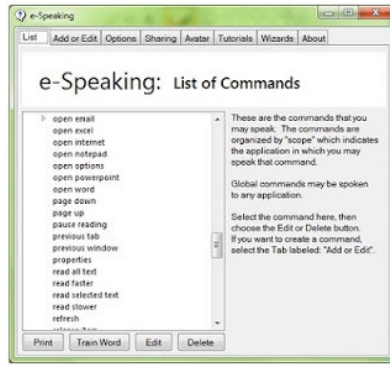 e-Speaking
List Add or Edit Options Sharing Avatar Tutorials Wizards About
e-Speaking: List of Commands
open email
open excel
open internet
open notepad
open options
open powerpoint
open word
page down
page up
pause reading
previous tab
previous window
properties
read all text
read faster
read selected text
read slower
refresh
release item
These are the commands that you
may speak. The commands are
organized by "scope" which indicates
the application in which you may
speak that command.
Global commands may be spoken
to any application.
Select the command here, then
choose the Edit or Delete button.
If you want to create a command,
select the Tab labeled: "Add or Edit".
Print Train Word Edit Delete